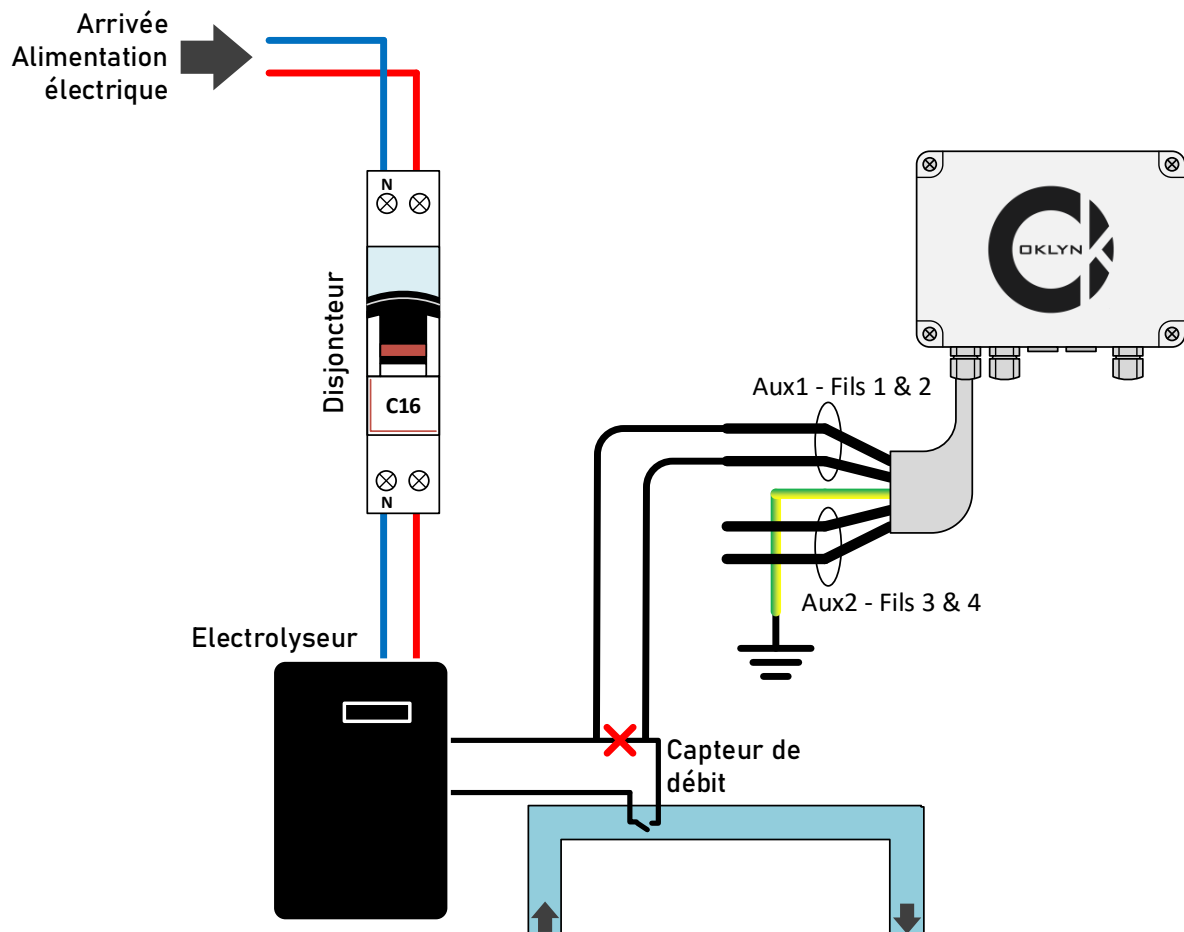 Arrivée
Alimentation
électrique
N
Disjoncteur
C16
N
OKLYN
Aux1 - Fils 1 & 2
Aux2 - Fils 3 & 4
Electrolyseur
Capteur de
débit